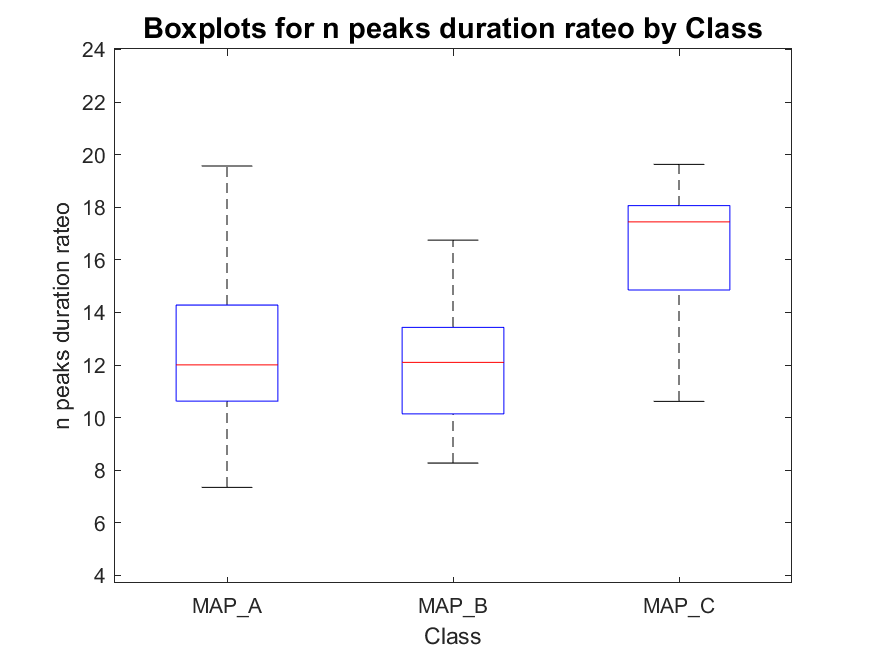 Boxplots for n peaks duration rateo by Class
24
22
20
18
16
14
12
10
8
6
4
n peaks duration rateo
MAP_A
MAP_B
MAP_C
Class